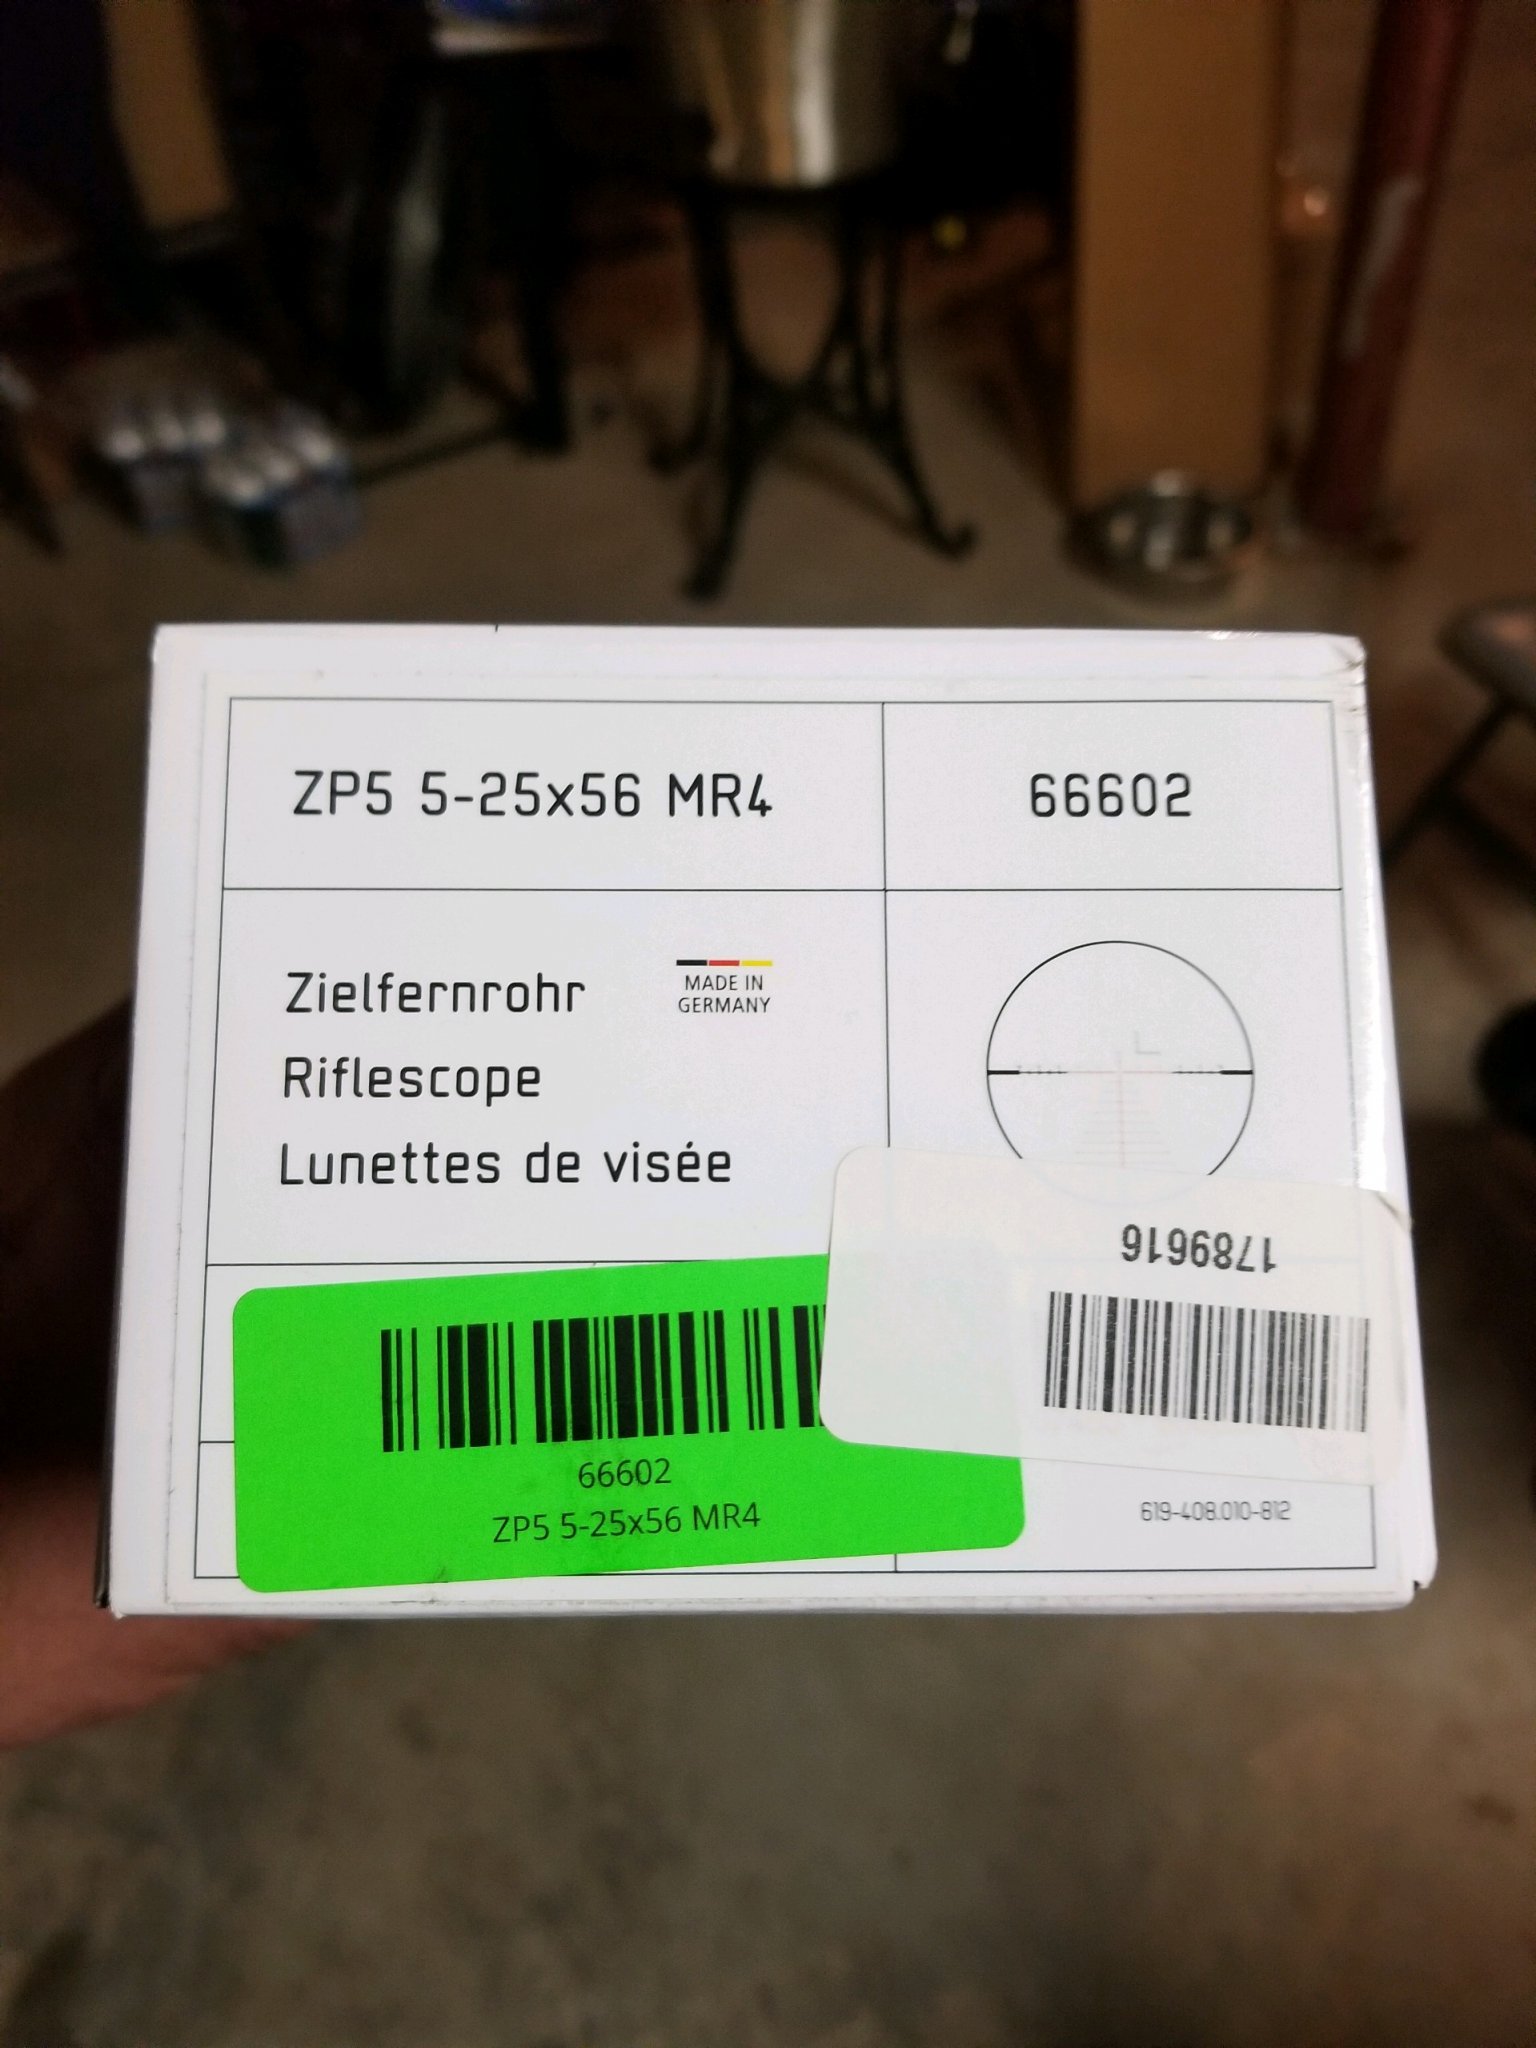 ZP5 5-25x56 MR4
66602
Zielfernrohr
MADE IN
GERMANY
Riflescope
Lunettes de visée
1789616
66602
ZP5 5-25x56 MR4
619-408.010-812